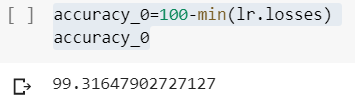 [ ] accuracy_0=100-min(lr.losses)
accuracy_0
99.31647902727127